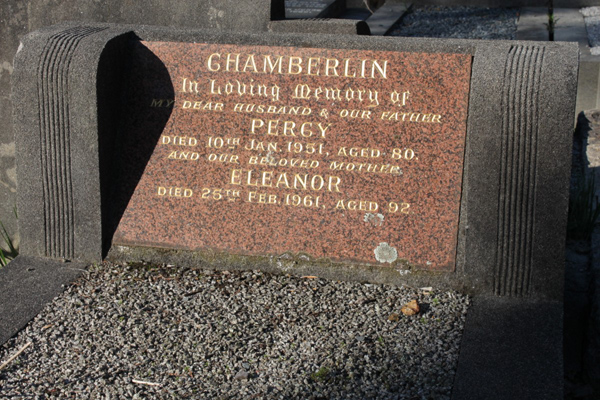 CHAMBERLIN
In Loving Memory of
MY DEAR HUSBAND & OUR FATHER
PERCY
DIED 10TH JAN. 1951, AGED 80.
AND OUR BELOVED MOTHER,
ELEANOR
DIED 25TH FEB. 1961, AGED 92